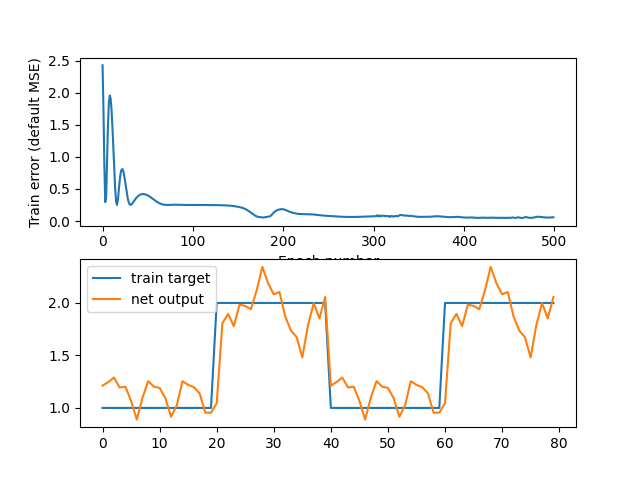 2.5
2.0
1.5
1.0
0.5
0.0
Train error (default MSE)
0 100 200 300 400 500
Epoch number
train target
net output
2.0
1.5
1.0
0 10 20 30 40 50 60 70 80